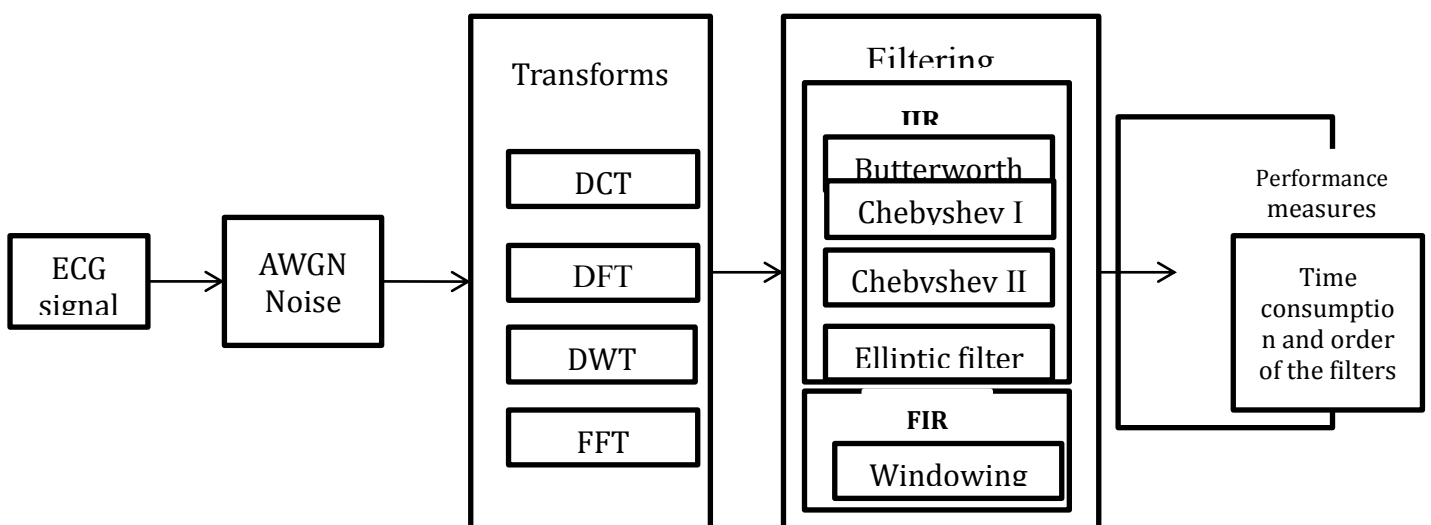 ECG
signal
AWGN
Noise
Transforms
DCT
DFT
DWT
FFT
Filtering
IIR
Butterworth
Chebyshev I
Chebyshev II
Elliptic filter
FIR
Windowing
Performance
measures
Time
consumptio
n and order
of the filters